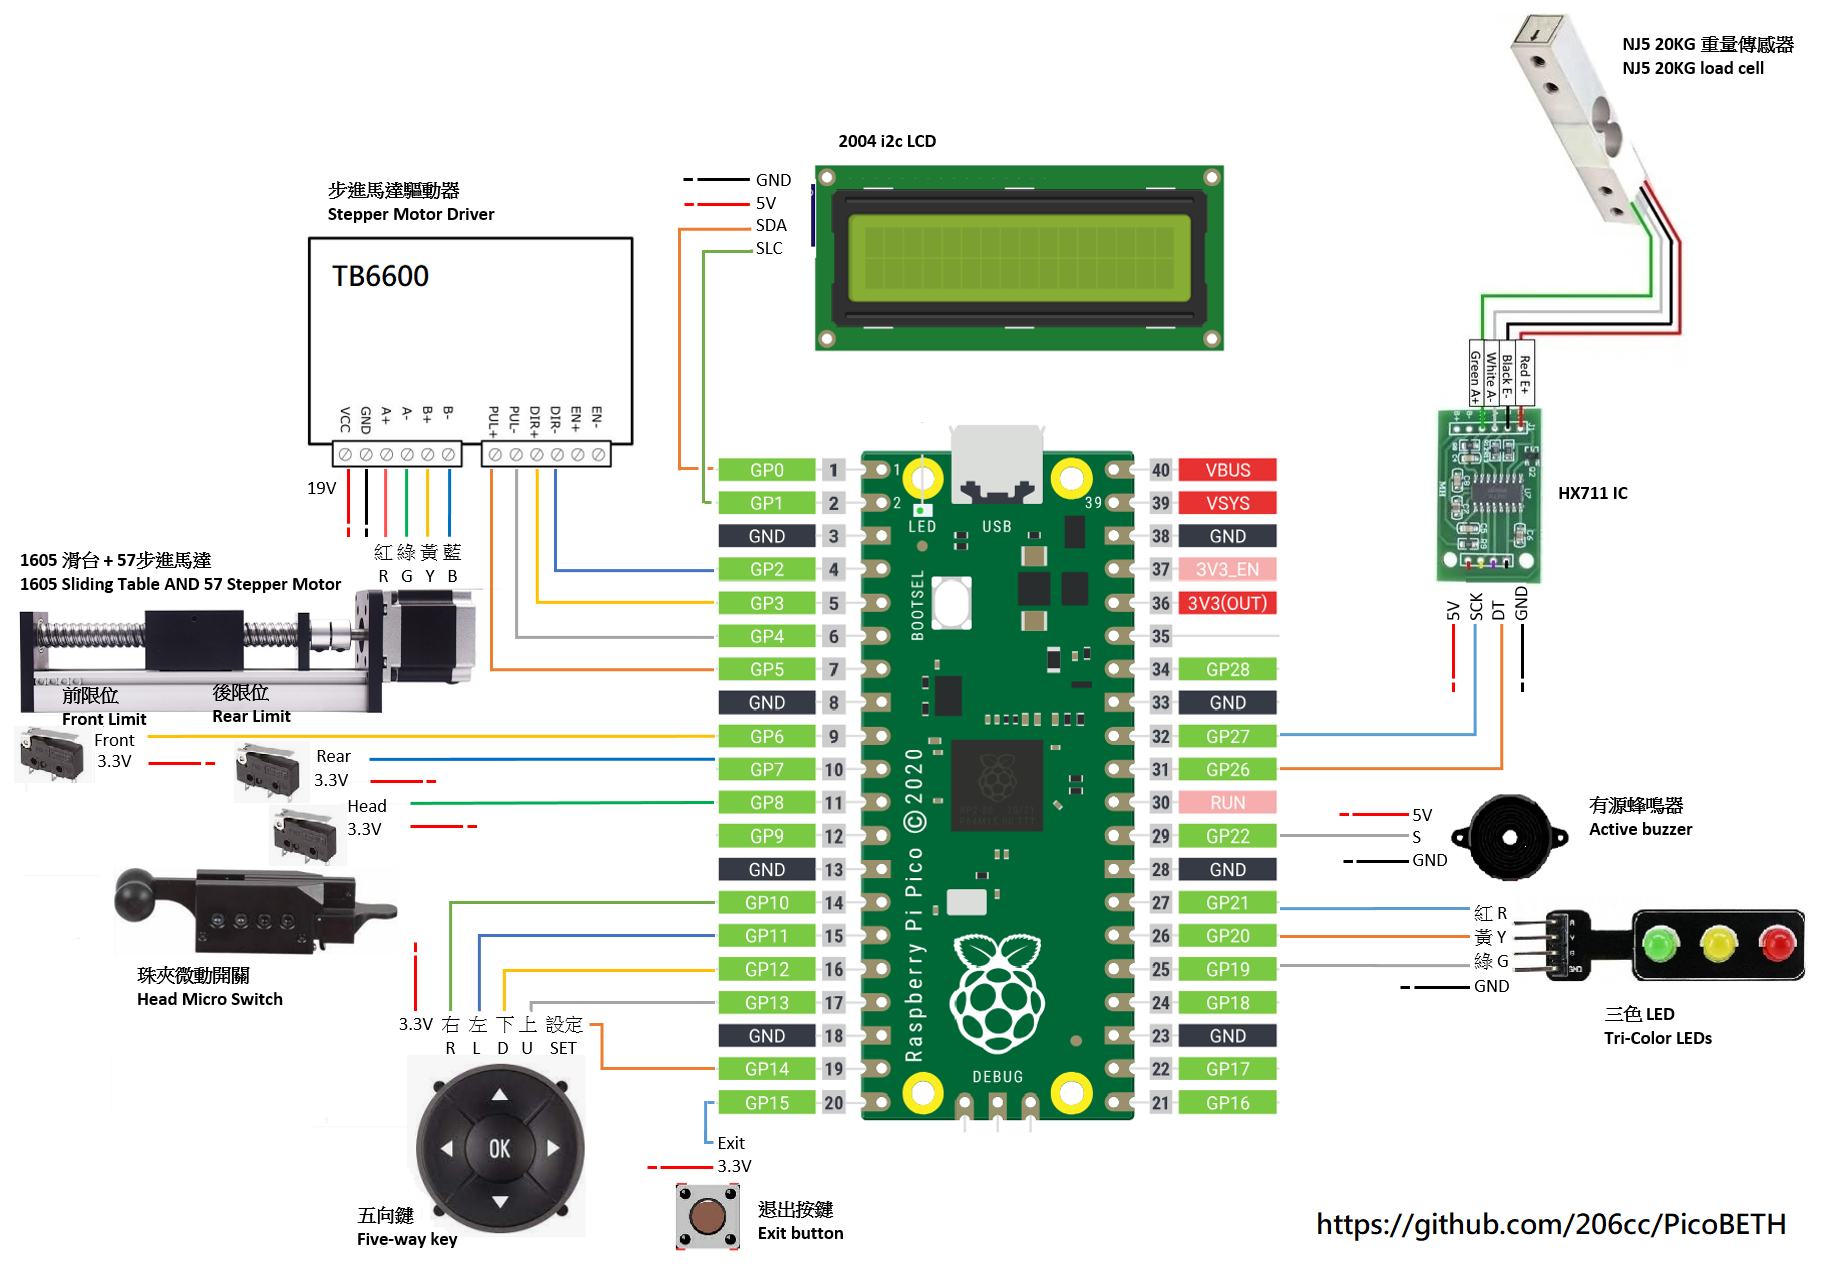 NJ5 20KG 重量傳感器
NJ5 20KG load cell
2004 i2c LCD
GND
5V
SDA
SLC
步進馬達驅動器
Stepper Motor Driver
TB6600
VCC
GND
A+
A-
B+
B-
PUL+
PUL-
DIR+
DIR-
EN+
EN-
19V
紅 綠 黃 藍
R G Y B
1605 滑台 + 57步進馬達
1605 Sliding Table AND 57 Stepper Motor
前限位
Front Limit
後限位
Rear Limit
Front
3.3V
Rear
3.3V
Head
3.3V
珠夾微動開關
Head Micro Switch
3.3V 右 左 下 上 設定
R L D U SET
OK
五向鍵
Five-way key
Exit
3.3V
退出按鍵
Exit button
GP0 1
GP1 2
GND 3
GP2 4
GP3 5
GP4 6
GP5 7
GND 8
GP6 9
GP7 10
GP8 11
GP9 12
GND 13
GP10 14
GP11 15
GP12 16
GP13 17
GND 18
GP14 19
GP15 20
1
2
39
LED
USB
BOOTSEL
Raspberry Pi Pico ©2020
DEBUG
40 VBUS
39 VSYS
38 GND
37 3V3_EN
36 3V3(OUT)
35
34 GP28
33 GND
32 GP27
31 GP26
30 RUN
29 GP22
28 GND
27 GP21
26 GP20
25 GP19
24 GP18
23 GND
22 GP17
21 GP16
Green A+
White A-
Black E-
Red E+
HX711 IC
5V
SCK
DT
GND
5V
S
GND
有源蜂鳴器
Active buzzer
紅 R
黃 Y
綠 G
GND
三色 LED
Tri-Color LEDs
https://github.com/206cc/PicoBETH